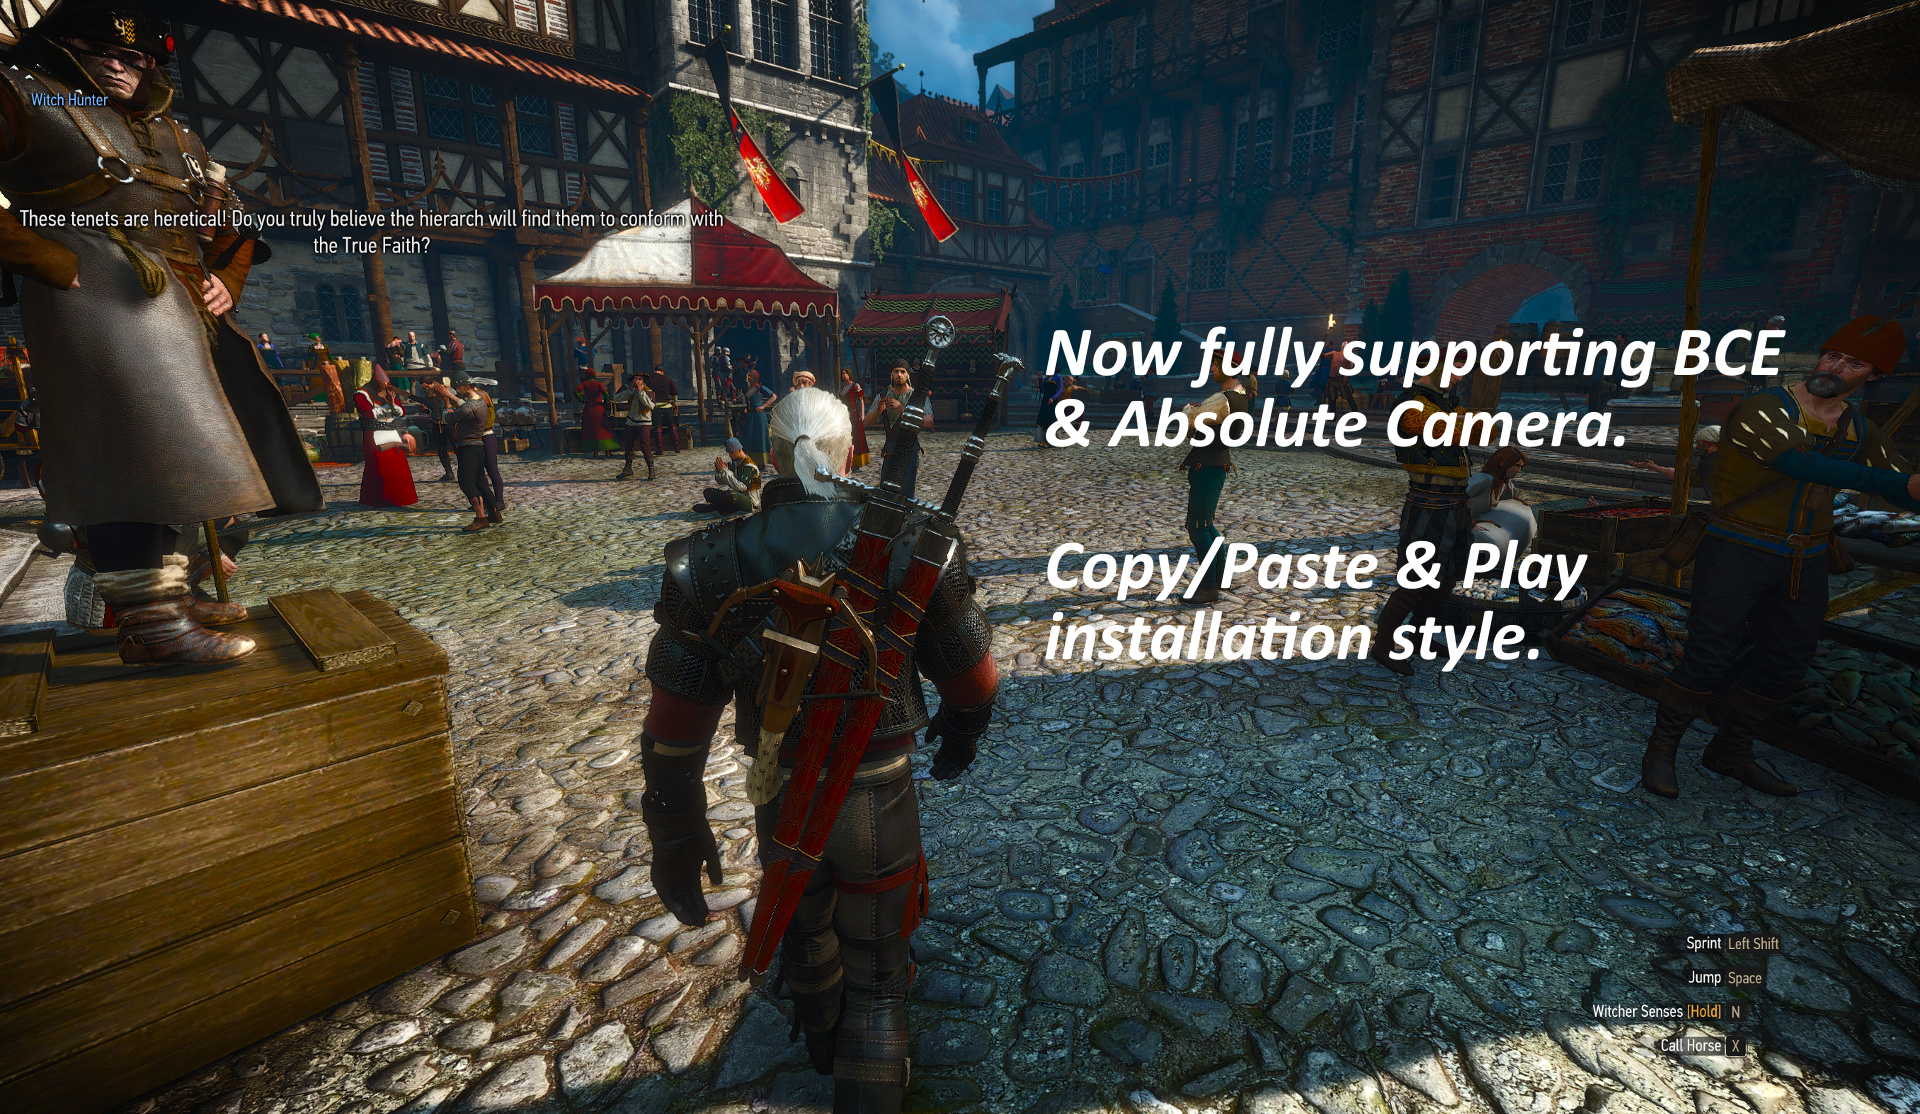 Witch Hunter
These tenets are heretical! Do you truly believe the hierarch will find them to conform with
the True Faith?
Now fully supporting BCE
& Absolute Camera.
Copy/Paste & Play
installation style.
Sprint Left Shift
Jump Space
Witcher Senses [Hold] N
Call Horse X